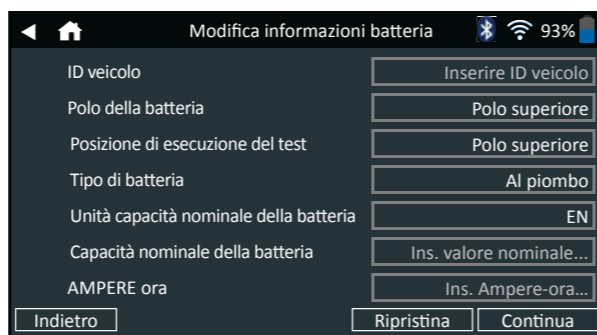 Modifica informazioni batteria 93%
ID veicolo Inserire ID veicolo
Polo della batteria Polo superiore
Posizione di esecuzione del test Polo superiore
Tipo di batteria Al piombo
Unità capacità nominale della batteria EN
Capacità nominale della batteria Ins. valore nominale...
AMPERE ora Ins. Ampere-ora...
Indietro Ripristina Continua